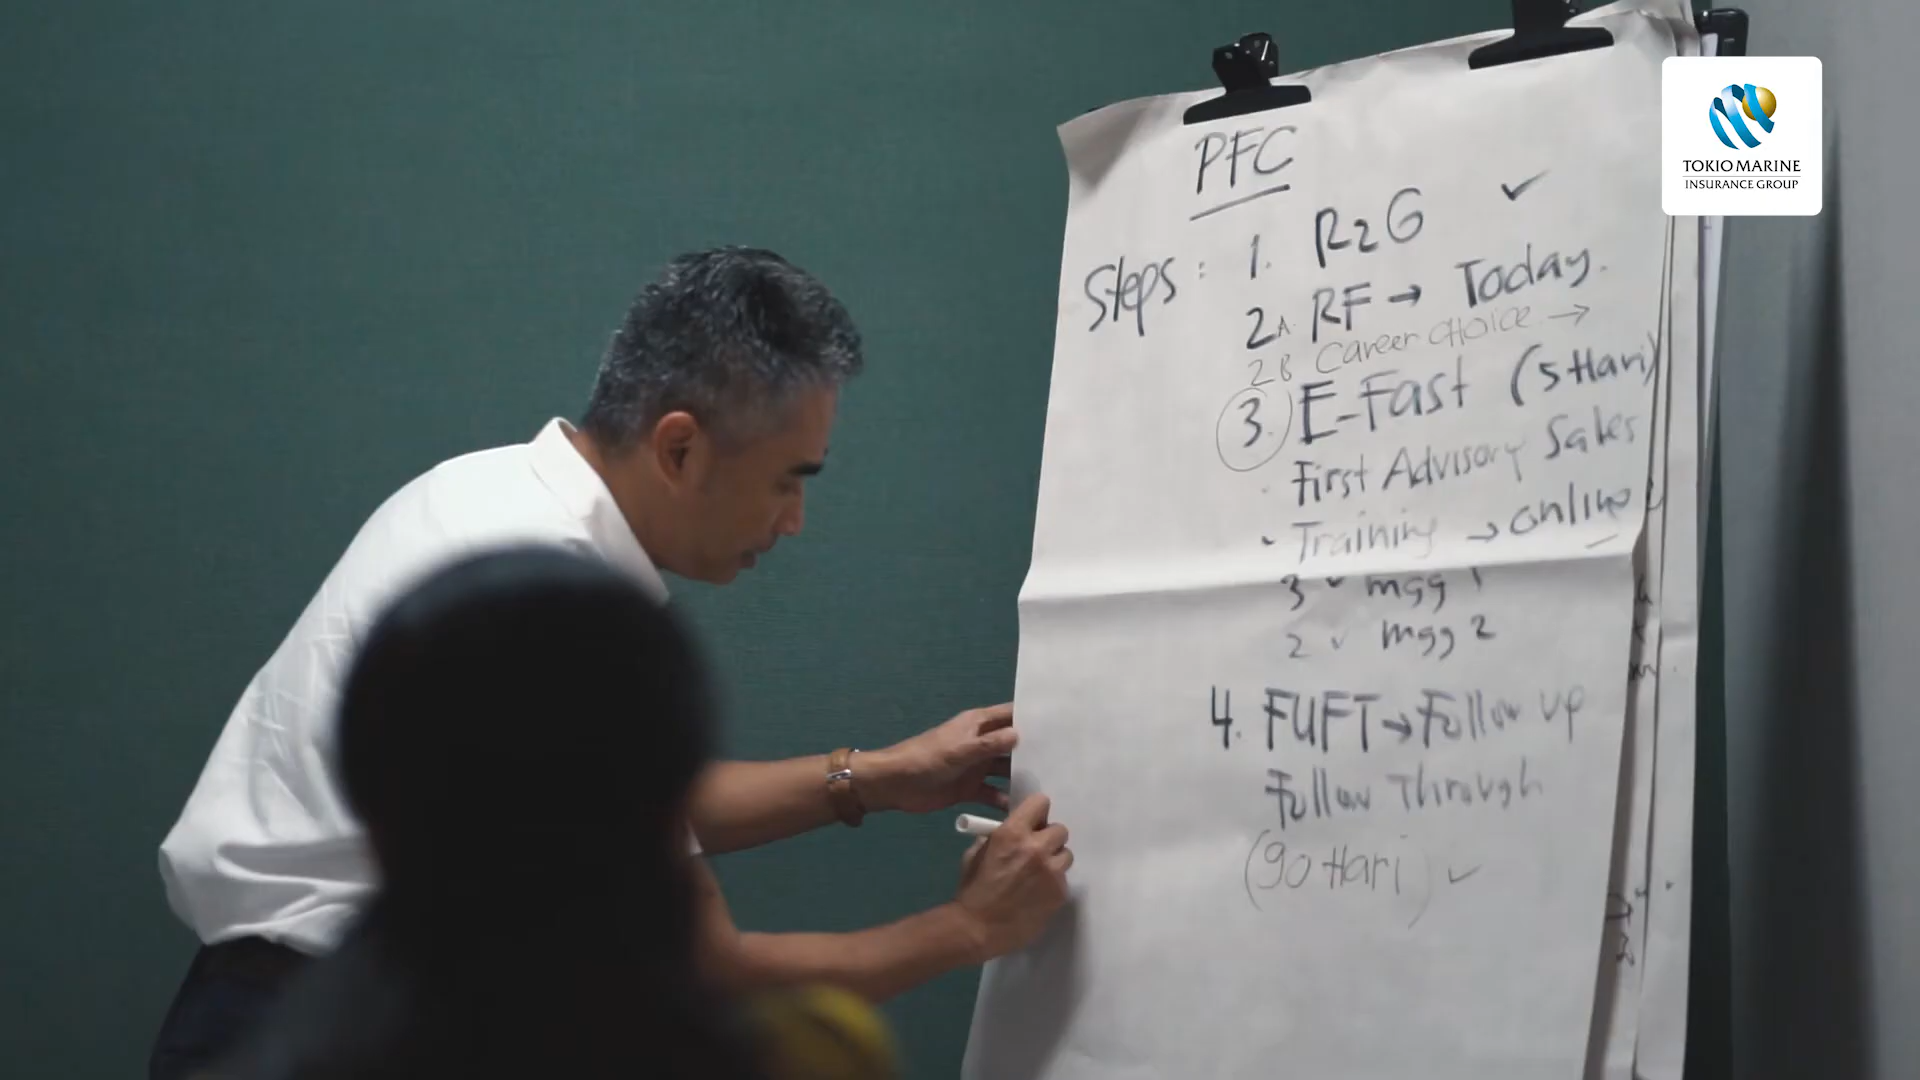 TOKIO MARINE
INSURANCE GROUP
PFC
Steps : 1. R2G ✓
2A. RF → Today.
2B Career CHOICE →
3. E-Fast (5 Hari)
· First Advisory Sales
· Training → online
3 ✓ mgg 1
2 ✓ mgg 2
4. FUFT → Follow up
Follow Through
(90 Hari) ✓